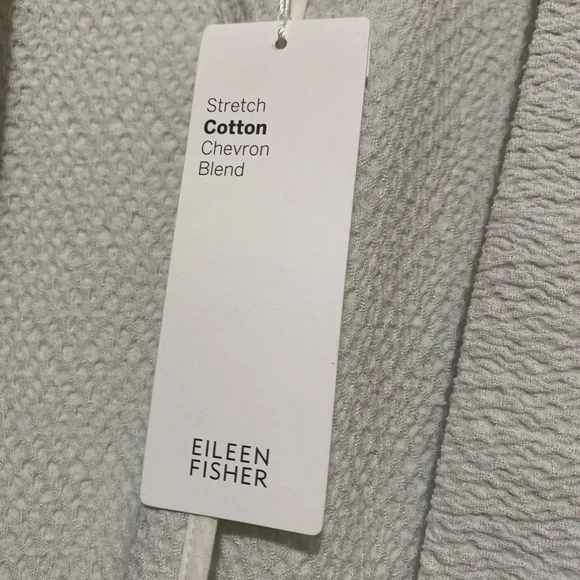 Stretch
Cotton
Chevron
Blend
EILEEN
FISHER